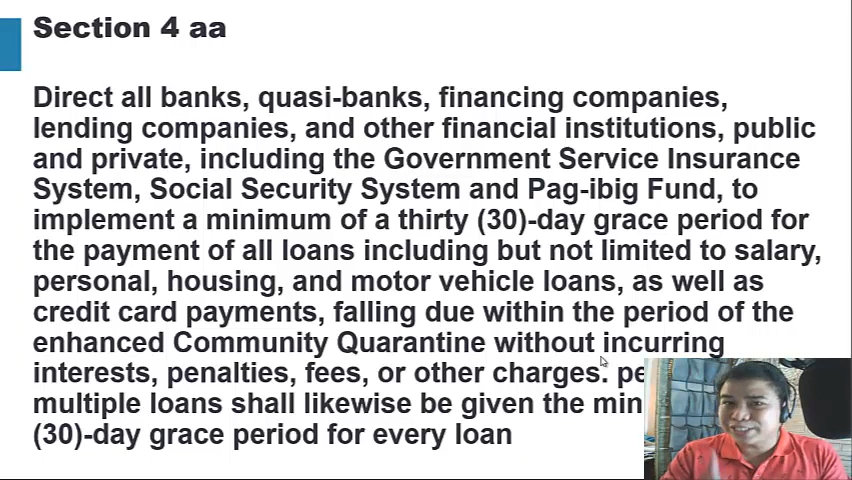 Section 4 aa
Direct all banks, quasi-banks, financing companies,
lending companies, and other financial institutions, public
and private, including the Government Service Insurance
System, Social Security System and Pag-ibig Fund, to
implement a minimum of a thirty (30)-day grace period for
the payment of all loans including but not limited to salary,
personal, housing, and motor vehicle loans, as well as
credit card payments, falling due within the period of the
enhanced Community Quarantine without incurring
interests, penalties, fees, or other charges.
multiple loans shall likewise be given the
(30)-day grace period for every loan